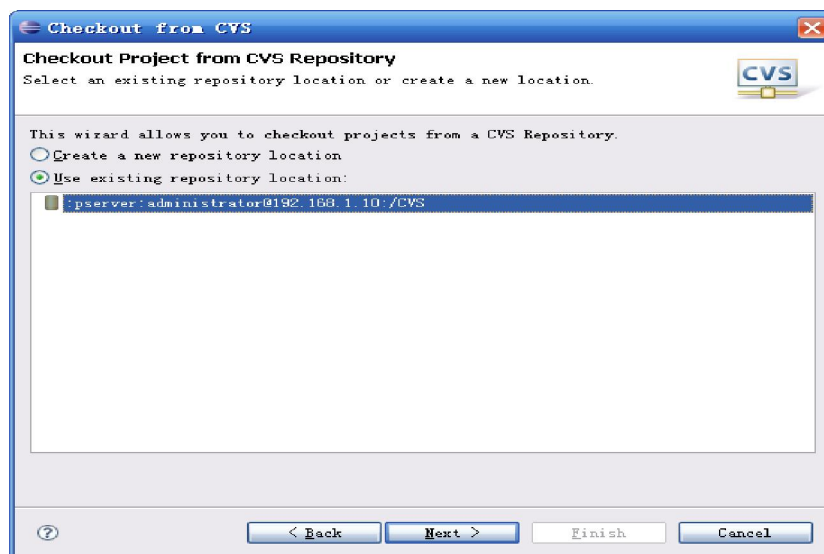 Checkout from CVS
Checkout Project from CVS Repository
Select an existing repository location or create a new location.
CVS
This wizard allows you to checkout projects from a CVS Repository.
Create a new repository location
Use existing repository location:
:pserver:administrator@192.168.1.10:/CVS
?
< Back
Next >
Finish
Cancel